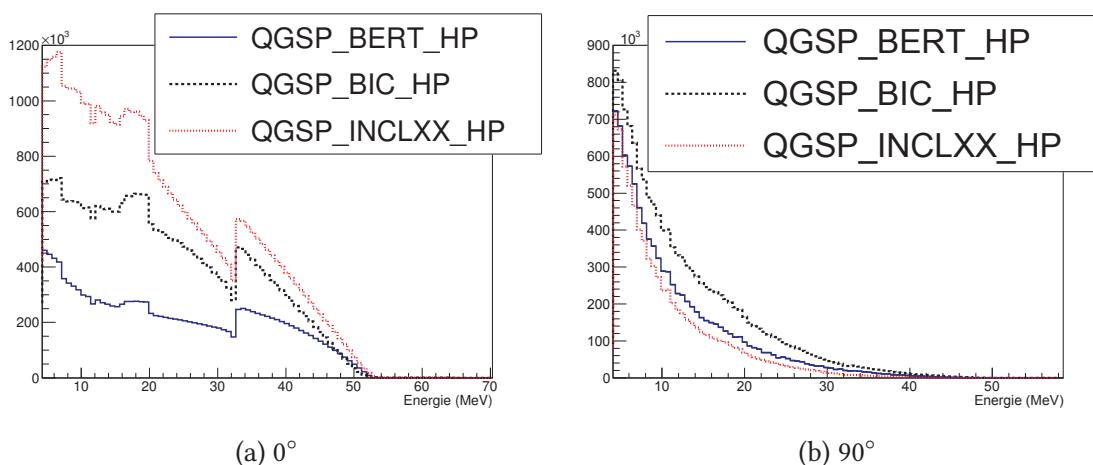 ×10³
QGSP_BERT_HP
QGSP_BIC_HP
QGSP_INCLXX_HP
1200
1000
800
600
400
200
0
10 20 30 40 50 60 70
Energie (MeV)
(a) 0°
×10³
QGSP_BERT_HP
QGSP_BIC_HP
QGSP_INCLXX_HP
900
800
700
600
500
400
300
200
100
0
10 20 30 40 50
Energie (MeV)
(b) 90°